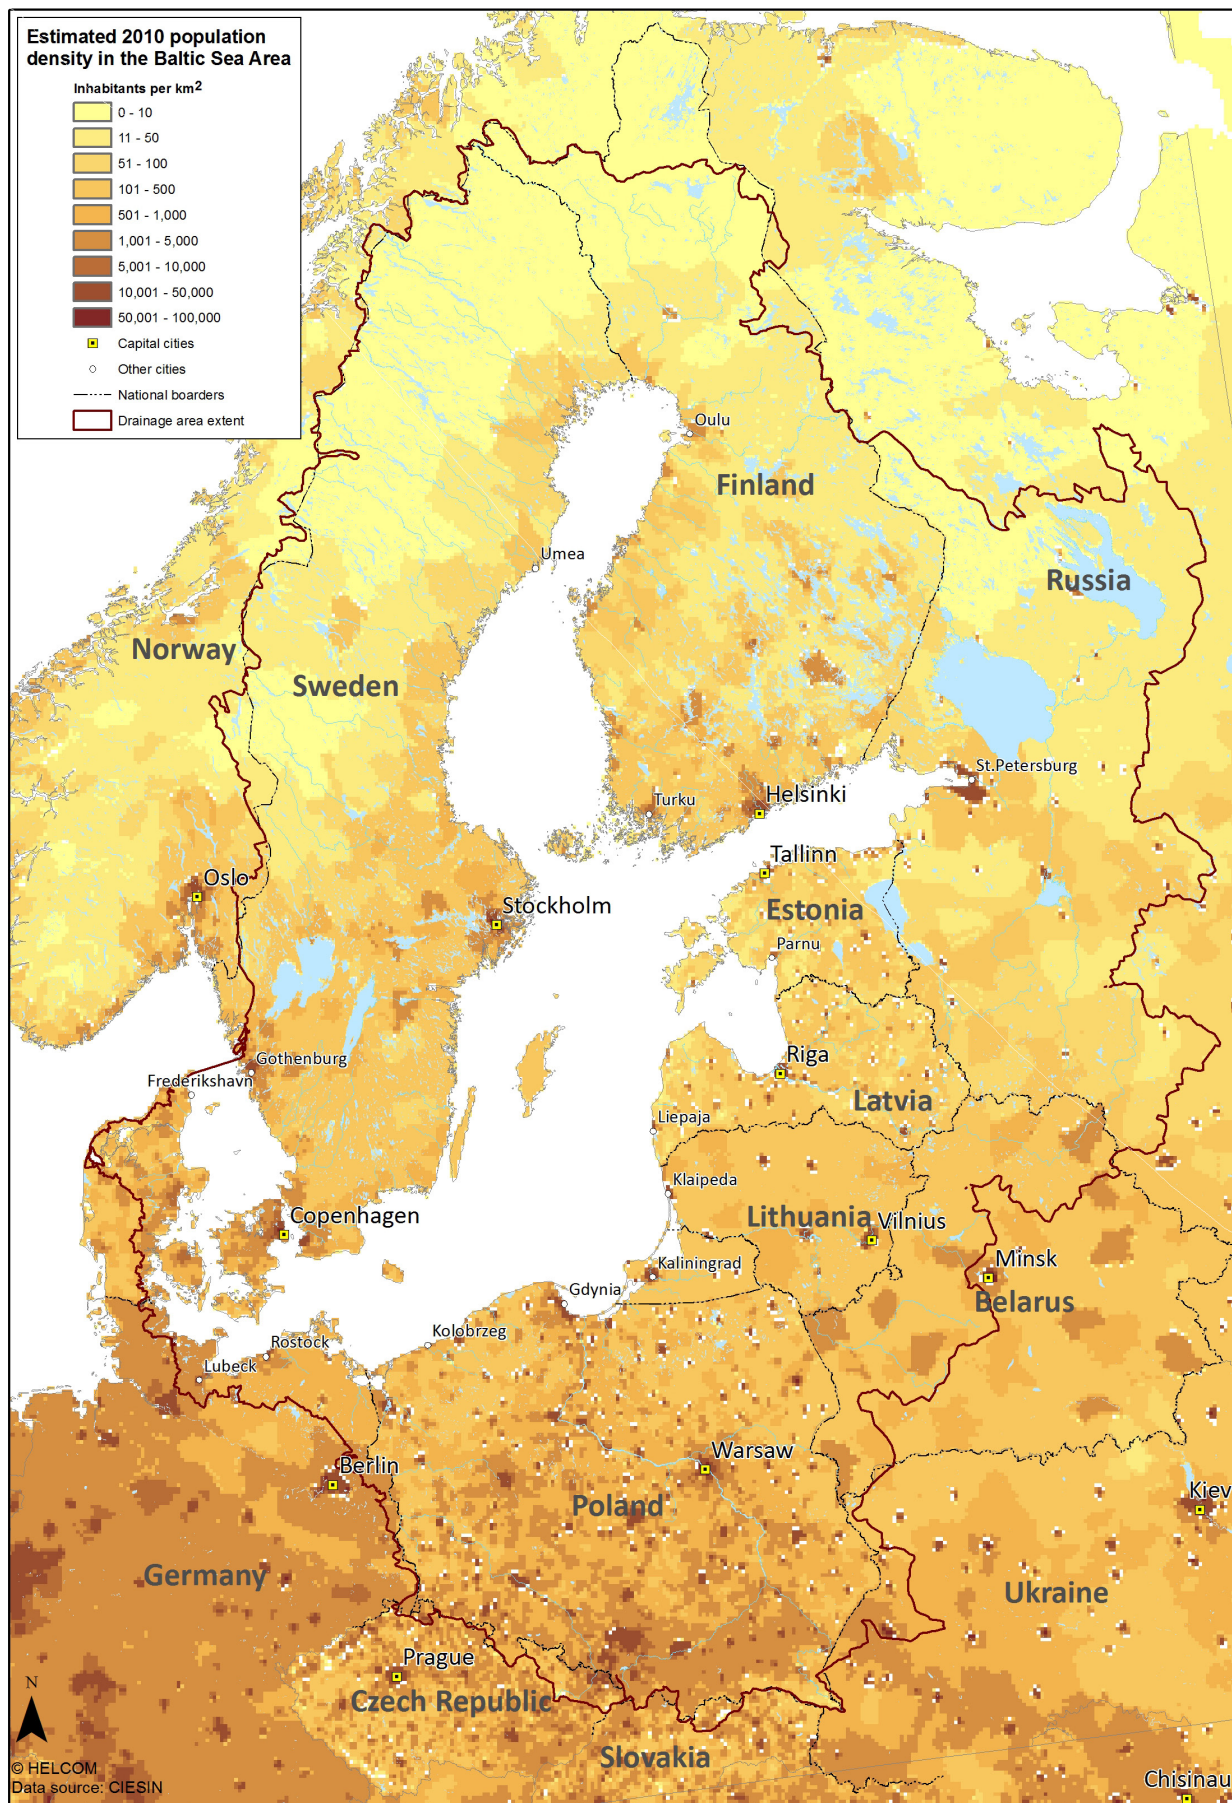 Estimated 2010 population
density in the Baltic Sea Area
Inhabitants per km2
0 - 10
11 - 50
51 - 100
101 - 500
501 - 1,000
1,001 - 5,000
5,001 - 10,000
10,001 - 50,000
50,001 - 100,000
Capital cities
Other cities
National boarders
Drainage area extent
Oulu
Finland
Umea
Russia
Norway
Sweden
St.Petersburg
Turku
Helsinki
Tallinn
Oslo
Stockholm
Estonia
Parnu
Gothenburg
Riga
Frederikshavn
Latvia
Liepaja
Klaipeda
Copenhagen
Lithuania
Vilnius
Kaliningrad
Minsk
Gdynia
Belarus
Kolobrzeg
Rostock
Lubeck
Warsaw
Berlin
Kiev
Poland
Germany
Ukraine
Prague
N
Czech Republic
Slovakia
© HELCOM
Data source: CIESIN
Chisinau